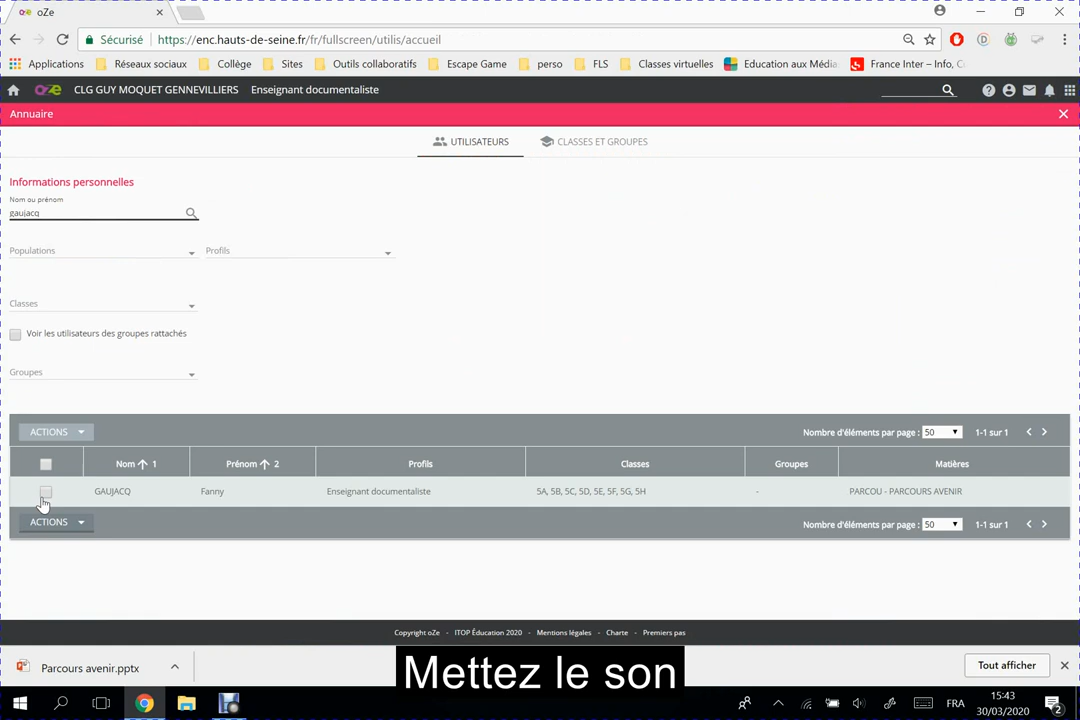 oZe
Sécurisé https://enc.hauts-de-seine.fr/fr/fullscreen/utilis/accueil
Applications Réseaux sociaux Collège Sites Outils collaboratifs Escape Game perso FLS Classes virtuelles Education aux Média France Inter – Info, C
oze CLG GUY MOQUET GENNEVILLIERS Enseignant documentaliste
Annuaire
UTILISATEURS CLASSES ET GROUPES
Informations personnelles
Nom ou prénom
gaujacq
Populations Profils
Classes
Voir les utilisateurs des groupes rattachés
Groupes
ACTIONS Nombre d'éléments par page : 50 1-1 sur 1
Nom 1 Prénom 2 Profils Classes Groupes Matières
GAUJACQ Fanny Enseignant documentaliste 5A, 5B, 5C, 5D, 5E, 5F, 5G, 5H - PARCOU - PARCOURS AVENIR
ACTIONS Nombre d'éléments par page : 50 1-1 sur 1
Copyright oZe - ITOP Éducation 2020 - Mentions légales - Charte - Premiers pas
Parcours avenir.pptx Tout afficher
Mettez le son
FRA 15:43
30/03/2020 2